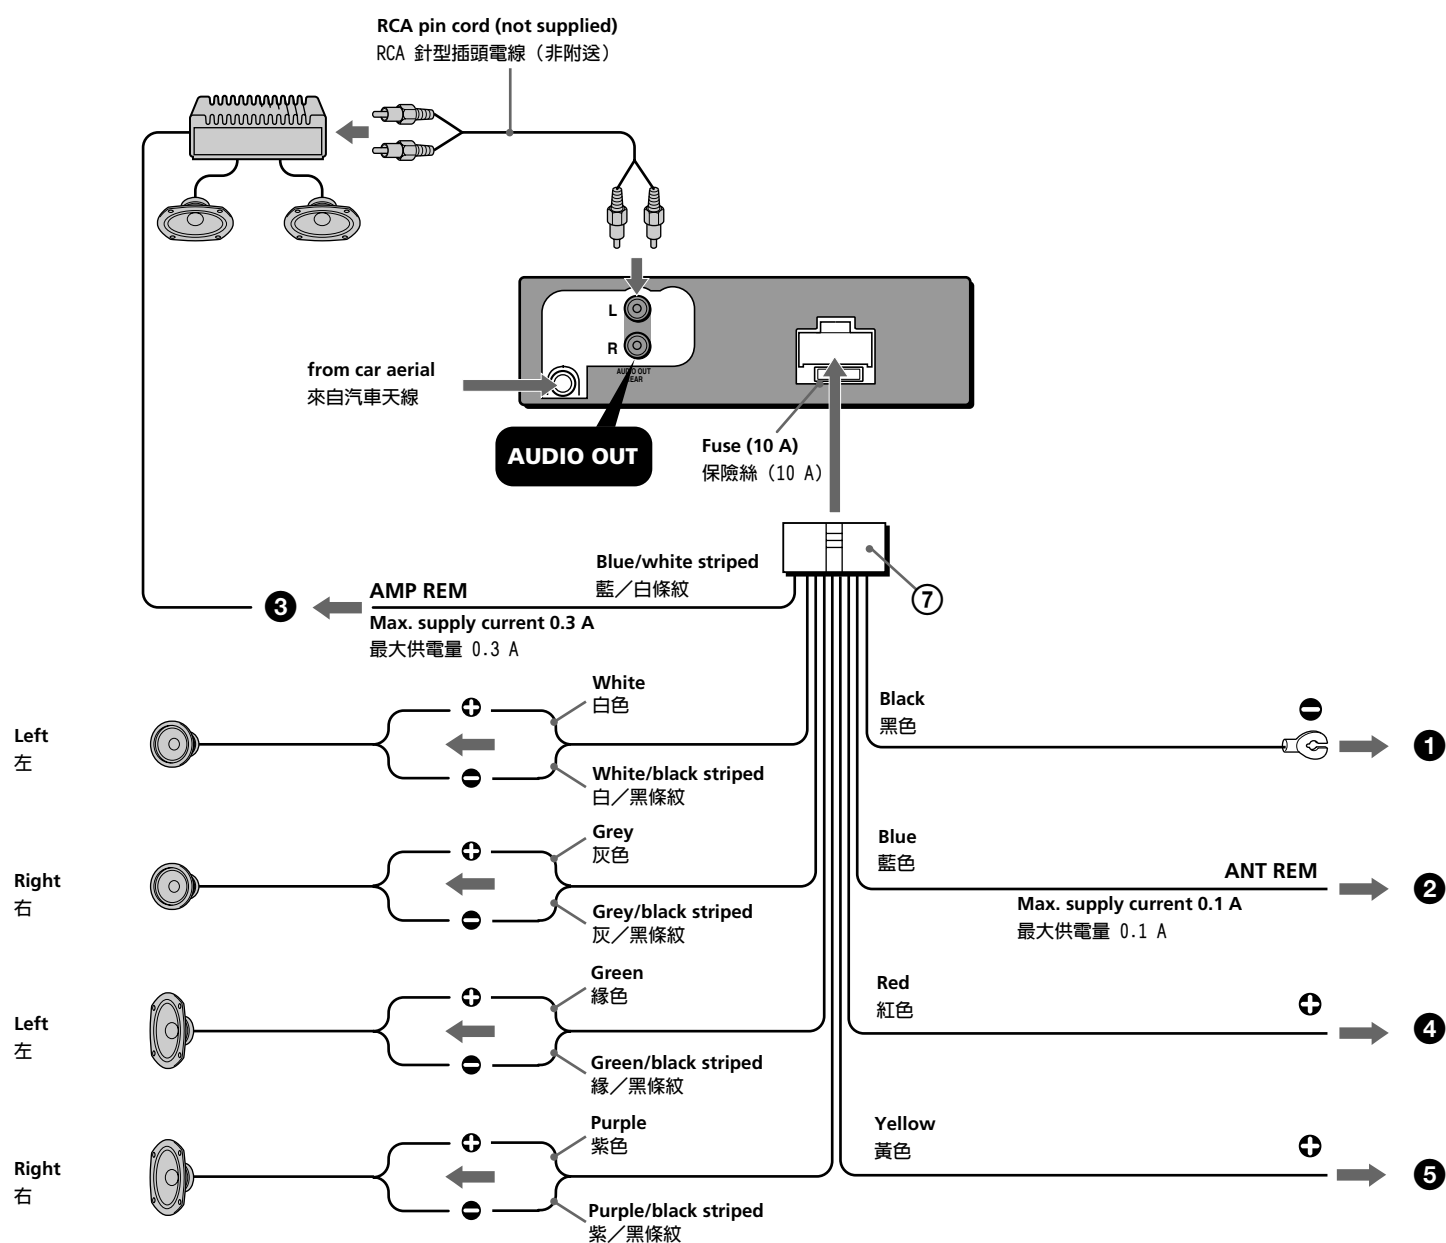 RCA pin cord (not supplied)
RCA 針型插頭電線（非附送）
L
R
AUDIO OUT
REAR
from car aerial
來自汽車天線
AUDIO OUT
Fuse (10 A)
保險絲（10 A）
Blue/white striped
藍／白條紋
AMP REM
3
7
Max. supply current 0.3 A
最大供電量 0.3 A
White
白色
Left
左
White/black striped
白／黑條紋
Black
黑色
1
Grey
灰色
Right
右
Grey/black striped
灰／黑條紋
Blue
藍色
ANT REM
2
Max. supply current 0.1 A
最大供電量 0.1 A
Green
緣色
Left
左
Green/black striped
緣／黑條紋
Red
紅色
4
Purple
紫色
Right
右
Purple/black striped
紫／黑條紋
Yellow
黃色
5